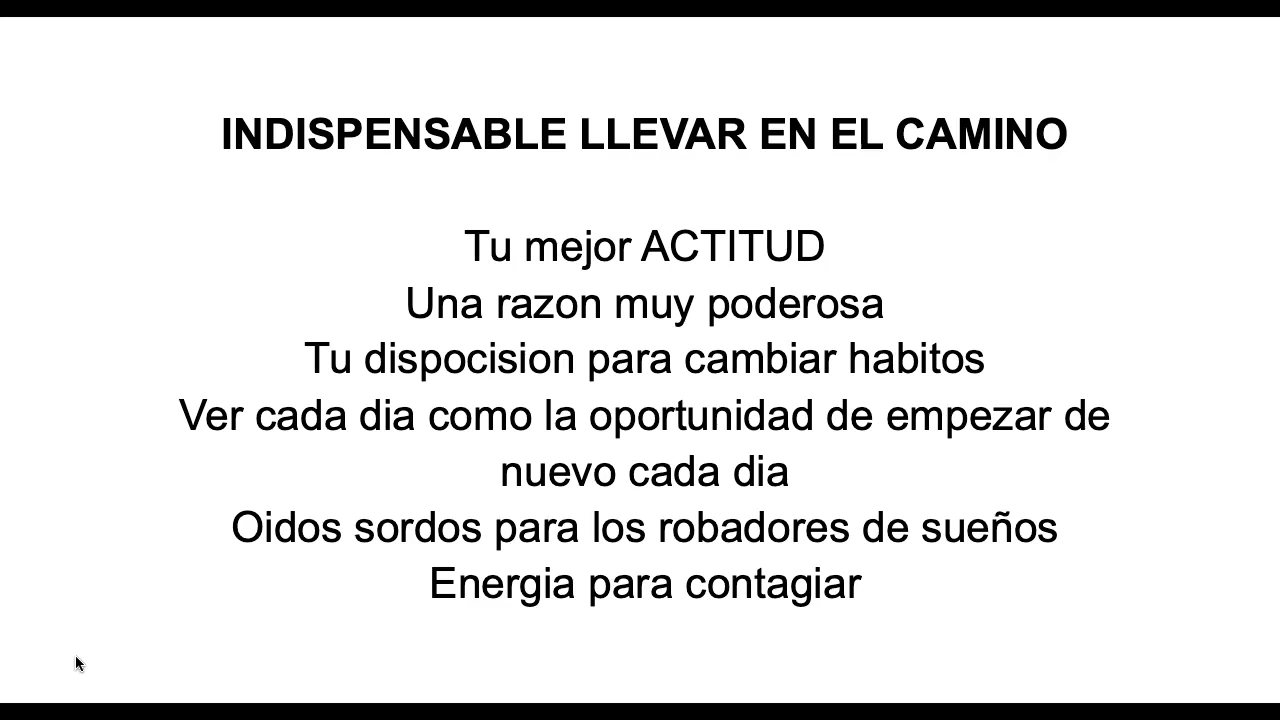 INDISPENSABLE LLEVAR EN EL CAMINO
Tu mejor ACTITUD
Una razon muy poderosa
Tu dispocision para cambiar habitos
Ver cada dia como la oportunidad de empezar de
nuevo cada dia
Oidos sordos para los robadores de sueños
Energia para contagiar